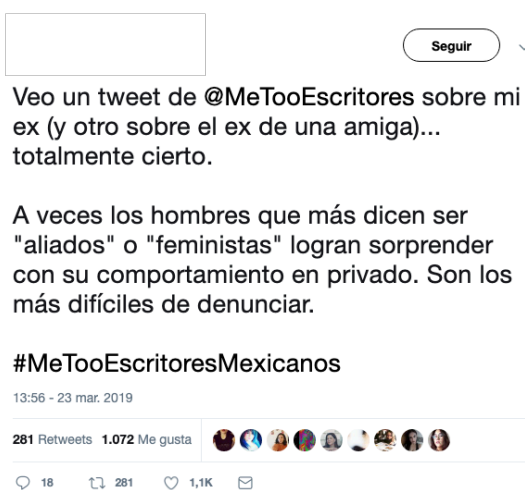 Seguir
Veo un tweet de @MeTooEscritores sobre mi
ex (y otro sobre el ex de una amiga)...
totalmente cierto.
A veces los hombres que más dicen ser
"aliados" o "feministas" logran sorprender
con su comportamiento en privado. Son los
más difíciles de denunciar.
#MeTooEscritoresMexicanos
13:56 - 23 mar. 2019
281 Retweets 1.072 Me gusta
18 281 1,1K